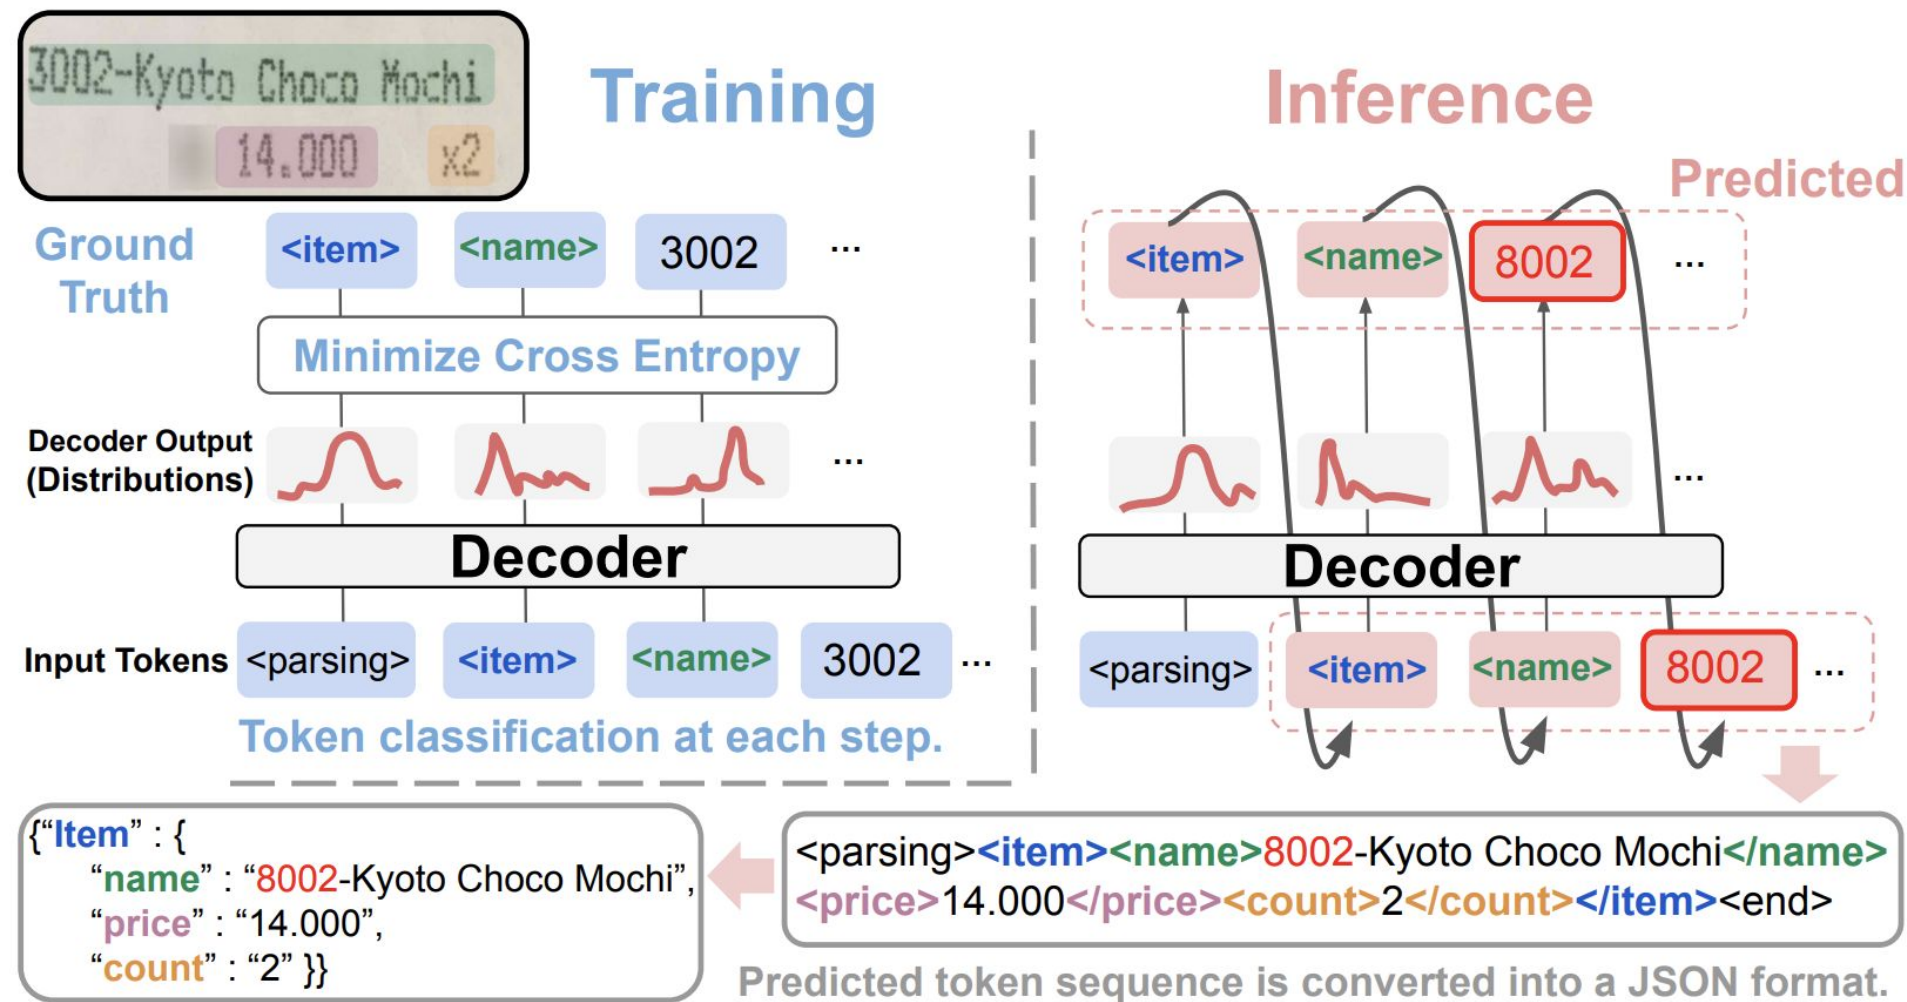 3002-Kyoto Choco Mochi
14.000 x2
Training
Ground Truth
<item> <name> 3002 ...
Minimize Cross Entropy
Decoder Output
(Distributions)
...
Decoder
Input Tokens <parsing> <item> <name> 3002 ...
Token classification at each step.
Inference
Predicted
<item> <name> 8002 ...
...
Decoder
<parsing> <item> <name> 8002 ...
<parsing><item><name>8002-Kyoto Choco Mochi</name>
<price>14.000</price><count>2</count></item><end>
{“Item” : {
“name” : “8002-Kyoto Choco Mochi”,
“price” : “14.000”,
“count” : “2” }}
Predicted token sequence is converted into a JSON format.